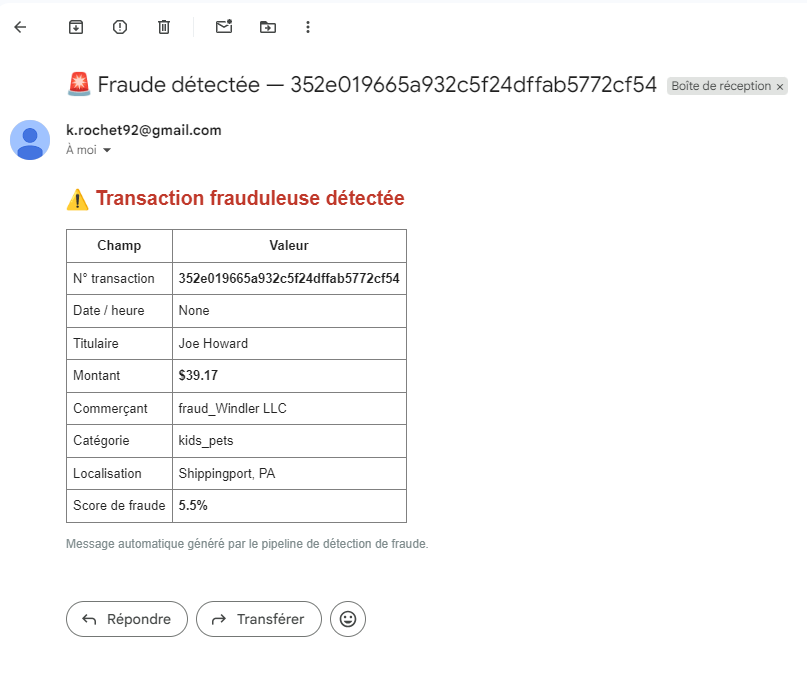 🚨 Fraude détectée — 352e019665a932c5f24dffab5772cf54 Boîte de réception ×
k.rochet92@gmail.com
À moi
⚠️ Transaction frauduleuse détectée
Champ Valeur
N° transaction 352e019665a932c5f24dffab5772cf54
Date / heure None
Titulaire Joe Howard
Montant $39.17
Commerçant fraud_Windler LLC
Catégorie kids_pets
Localisation Shippingport, PA
Score de fraude 5.5%
Message automatique généré par le pipeline de détection de fraude.
Répondre Transférer